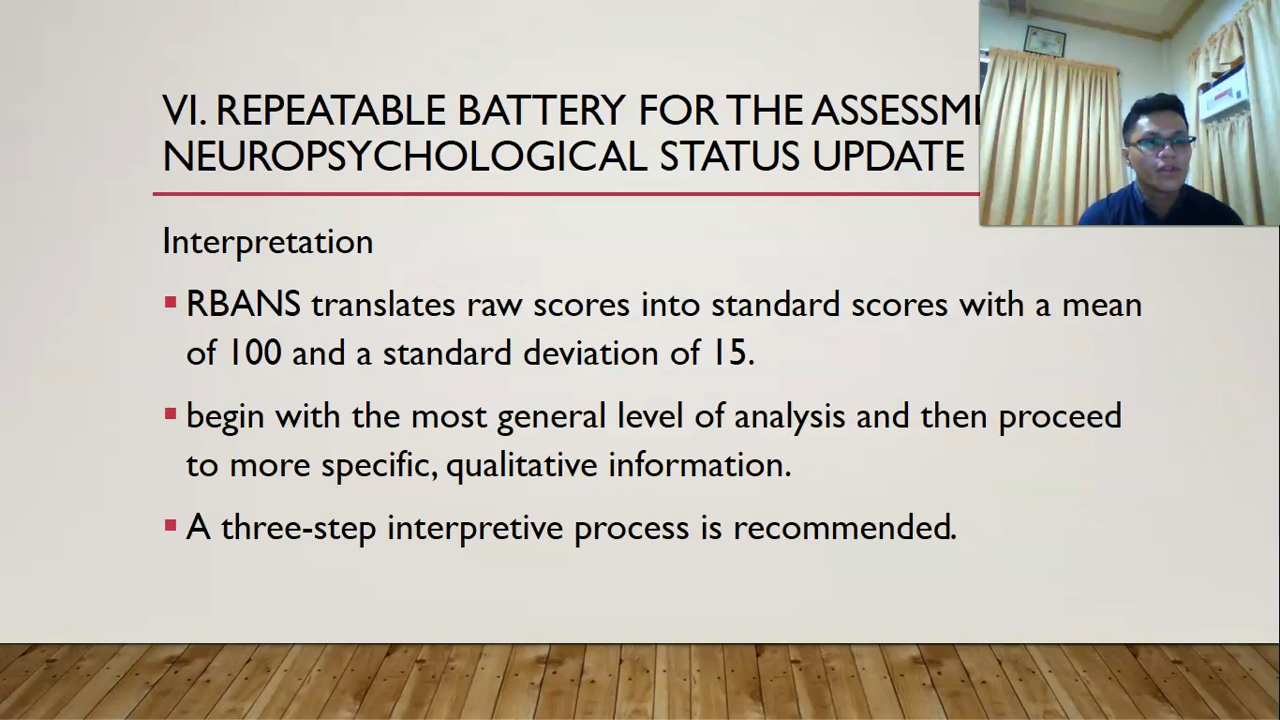 VI. REPEATABLE BATTERY FOR THE
NEUROPSYCHOLOGICAL STATUS UPDATE
Interpretation
RBANS translates raw scores into standard scores with a mean
of 100 and a standard deviation of 15.
begin with the most general level of analysis and then proceed
to more specific, qualitative information.
A three-step interpretive process is recommended.